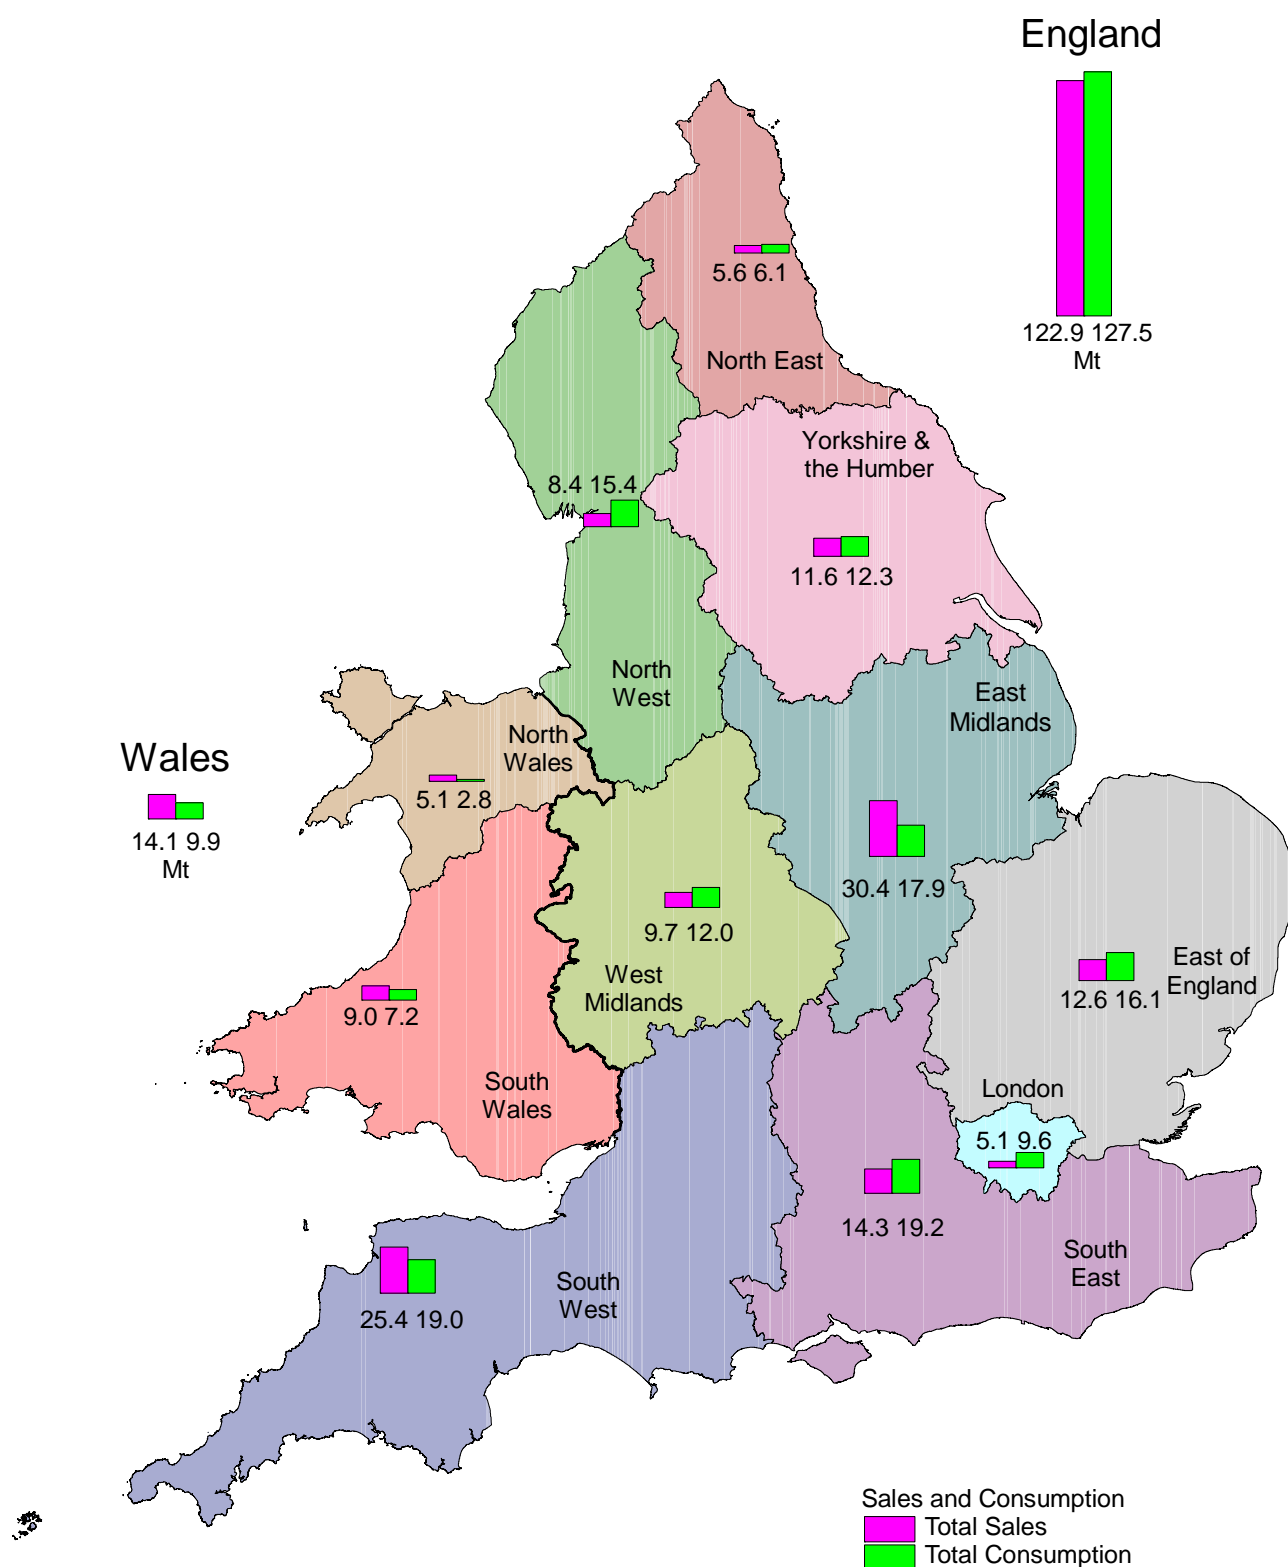 England
122.9 127.5
Mt
5.6 6.1
North East
Yorkshire &
the Humber
8.4 15.4
11.6 12.3
North
West
East
Midlands
North
Wales
5.1 2.8
Wales
14.1 9.9
Mt
30.4 17.9
9.7 12.0
West
Midlands
East of
England
12.6 16.1
9.0 7.2
South
Wales
London
5.1 9.6
14.3 19.2
South
East
South
West
25.4 19.0
Sales and Consumption
Total Sales
Total Consumption